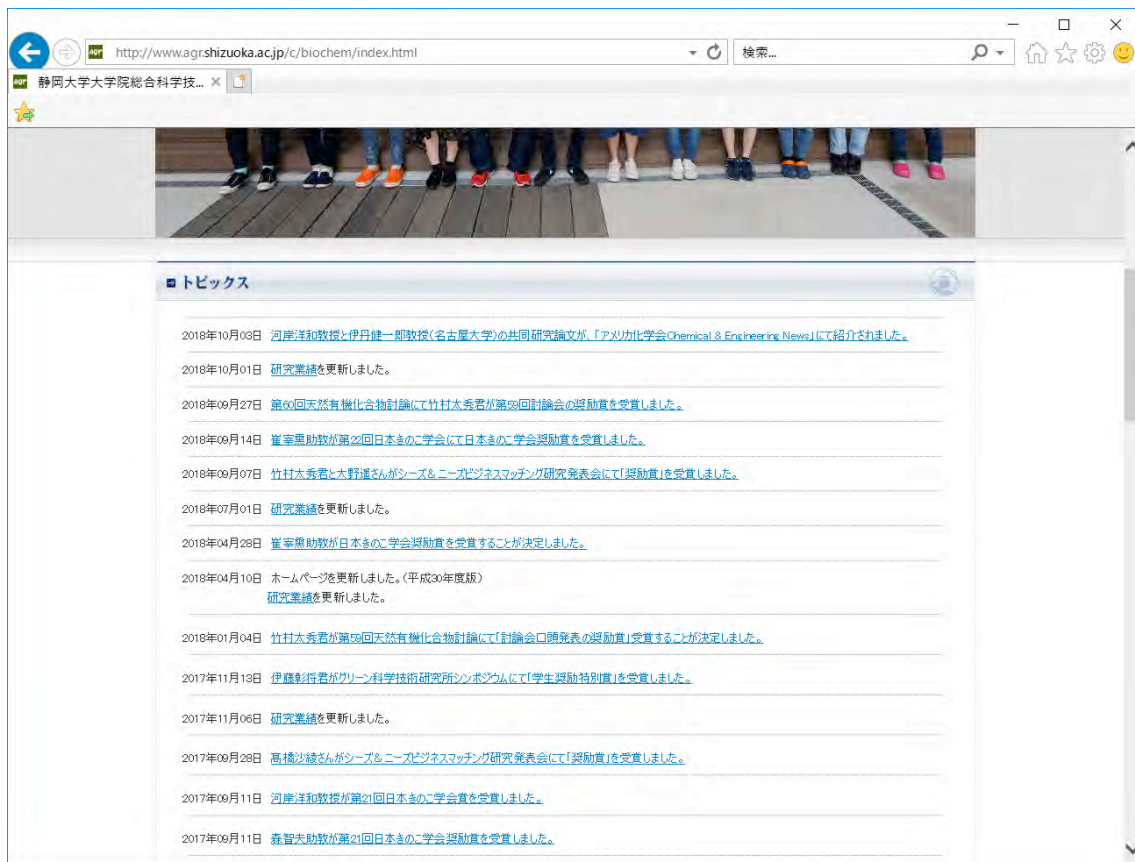 http://www.agr.shizuoka.ac.jp/c/biochem/index.html
検索...
agr 静岡大学大学院総合科学技...
トピックス
2018年10月03日 河岸洋和教授と伊丹健一郎教授(名古屋大学)の共同研究論文が、「アメリカ化学会Chemical & Engineering News」にて紹介されました。
2018年10月01日 研究業績を更新しました。
2018年09月27日 第60回天然有機化合物討論にて竹村太秀君が第59回討論会の奨励賞を受賞しました。
2018年09月14日 崔宰熏助教が第22回日本きのこ学会にて日本きのこ学会奨励賞を受賞しました。
2018年09月07日 竹村太秀君と大野遥さんがシーズ&ニーズビジネスマッチング研究発表会にて「奨励賞」を受賞しました。
2018年07月01日 研究業績を更新しました。
2018年04月28日 崔宰熏助教が日本きのこ学会奨励賞を受賞することが決定しました。
2018年04月10日 ホームページを更新しました。(平成30年度版)
研究業績を更新しました。
2018年01月04日 竹村太秀君が第59回天然有機化合物討論にて「討論会口頭発表の奨励賞」受賞することが決定しました。
2017年11月13日 伊藤彰将君がグリーン科学技術研究所シンポジウムにて「学生奨励特別賞」を受賞しました。
2017年11月06日 研究業績を更新しました。
2017年09月28日 髙橋沙綾さんがシーズ&ニーズビジネスマッチング研究発表会にて「奨励賞」を受賞しました。
2017年09月11日 河岸洋和教授が第21回日本きのこ学会賞を受賞しました。
2017年09月11日 森智夫助教が第21回日本きのこ学会奨励賞を受賞しました。